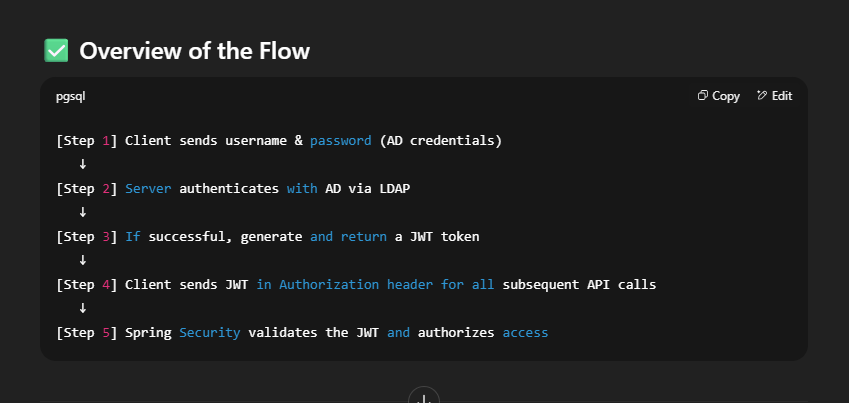 ✅ Overview of the Flow
pgsql
Copy
Edit
[Step 1] Client sends username & password (AD credentials)
↓
[Step 2] Server authenticates with AD via LDAP
↓
[Step 3] If successful, generate and return a JWT token
↓
[Step 4] Client sends JWT in Authorization header for all subsequent API calls
↓
[Step 5] Spring Security validates the JWT and authorizes access